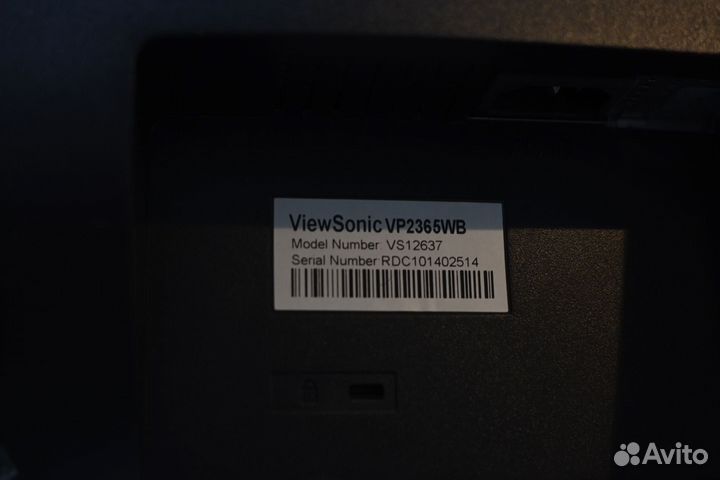 ViewSonic VP2365WB
Model Number: VS12637
Serial Number: RDC101402514
Avito